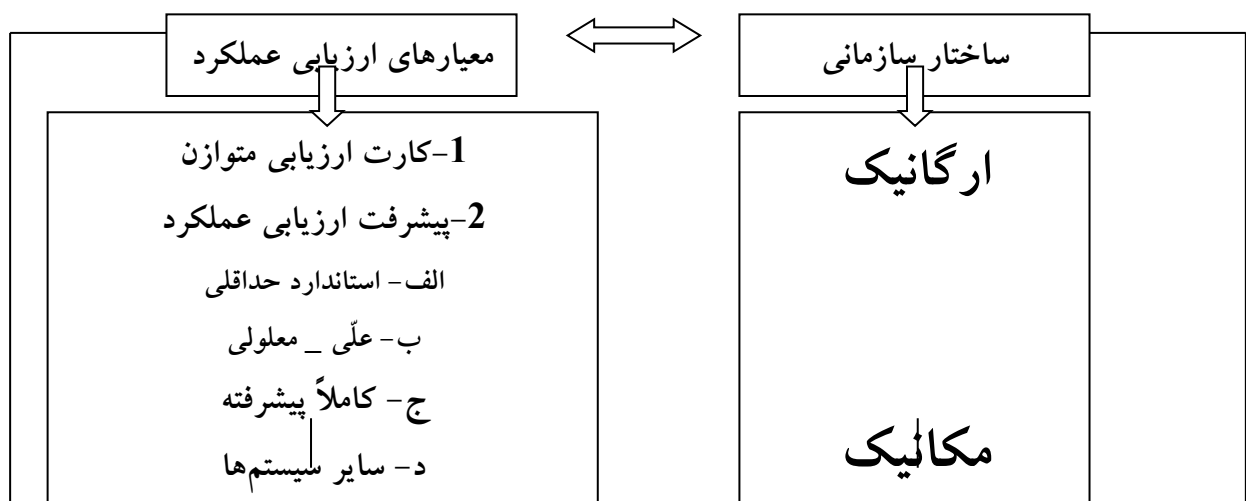 ساختار سازمانی
ارگانیک
مکانیک
معیارهای ارزیابی عملکرد
1-کارت ارزیابی متوازن
2-پیشرفت ارزیابی عملکرد
الف- استاندارد حداقلی
ب- علّی _ معلولی
ج- کاملاً پیشرفته
د- سایر سیستم‌ها